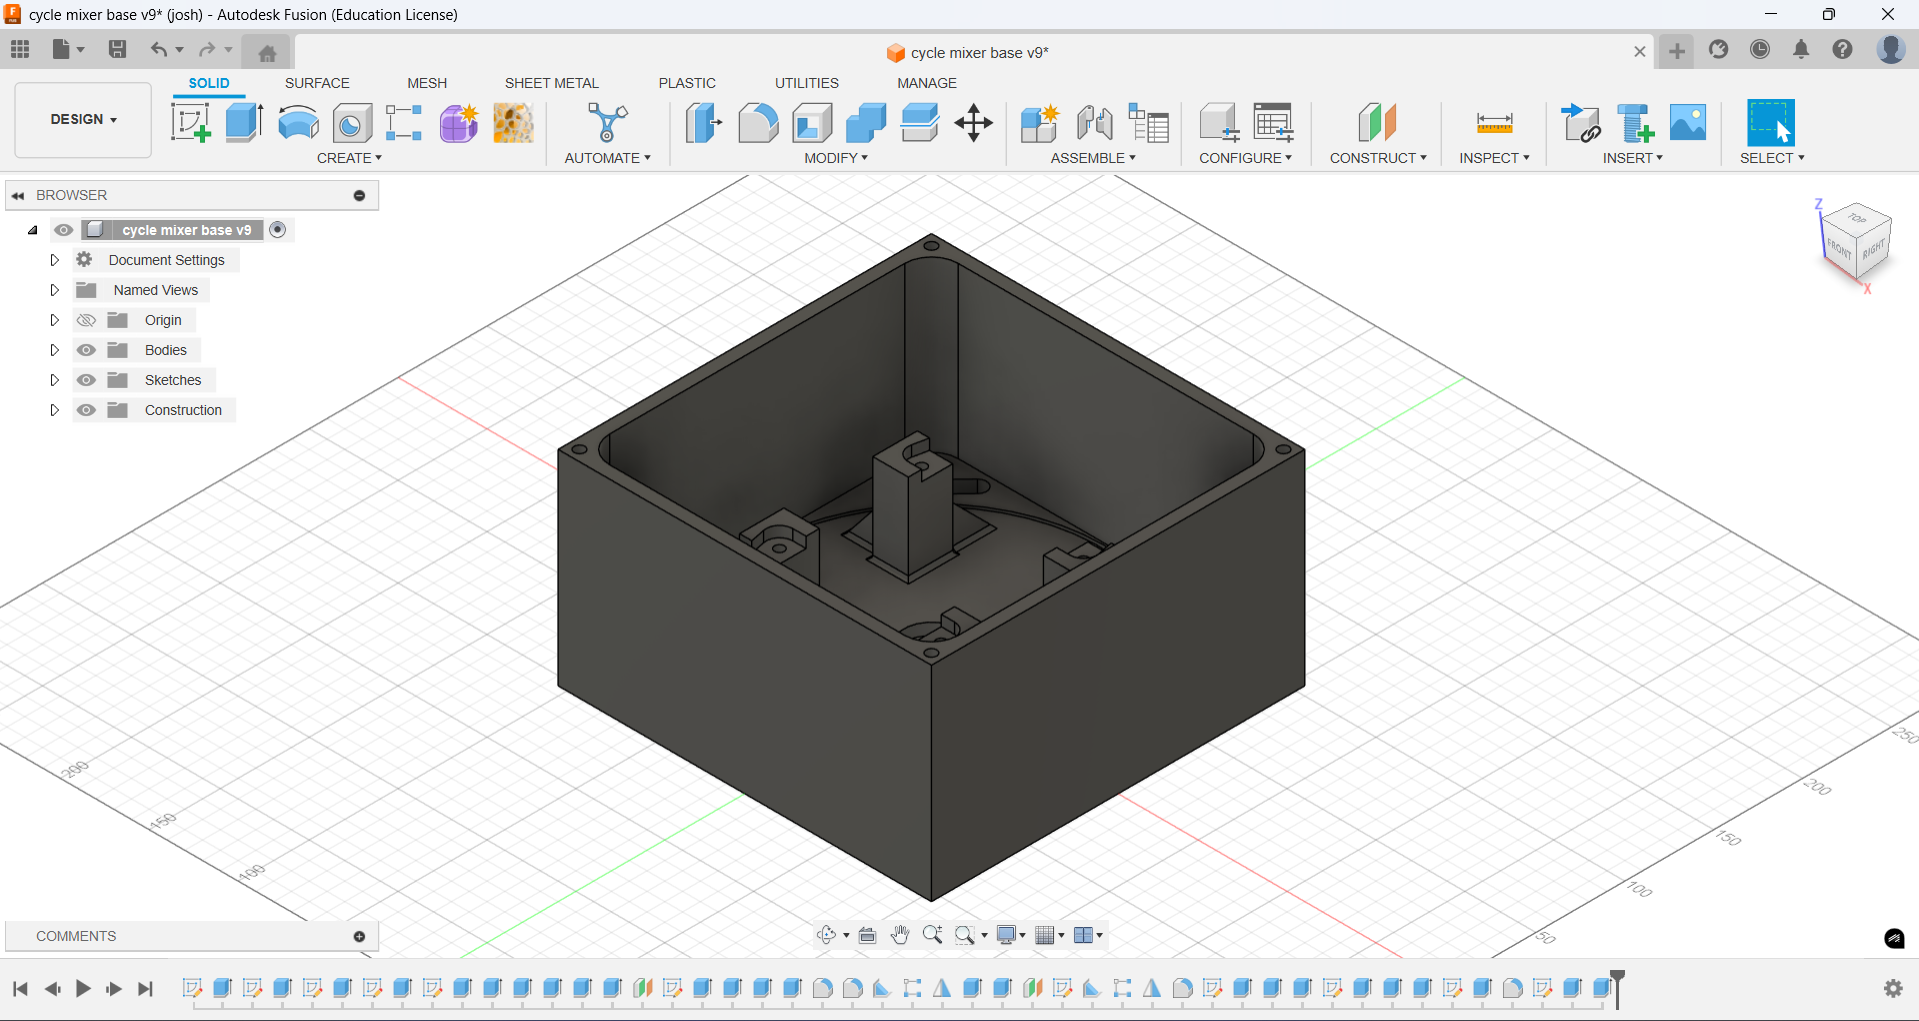 cycle mixer base v9* (josh) - Autodesk Fusion (Education License)
cycle mixer base v9*
DESIGN
SOLID
SURFACE
MESH
SHEET METAL
PLASTIC
UTILITIES
MANAGE
CREATE
AUTOMATE
MODIFY
ASSEMBLE
CONFIGURE
CONSTRUCT
INSPECT
INSERT
SELECT
BROWSER
cycle mixer base v9
Document Settings
Named Views
Origin
Bodies
Sketches
Construction
Z
TOP
FRONT
RIGHT
X
200
150
100
250
200
150
100
50
COMMENTS